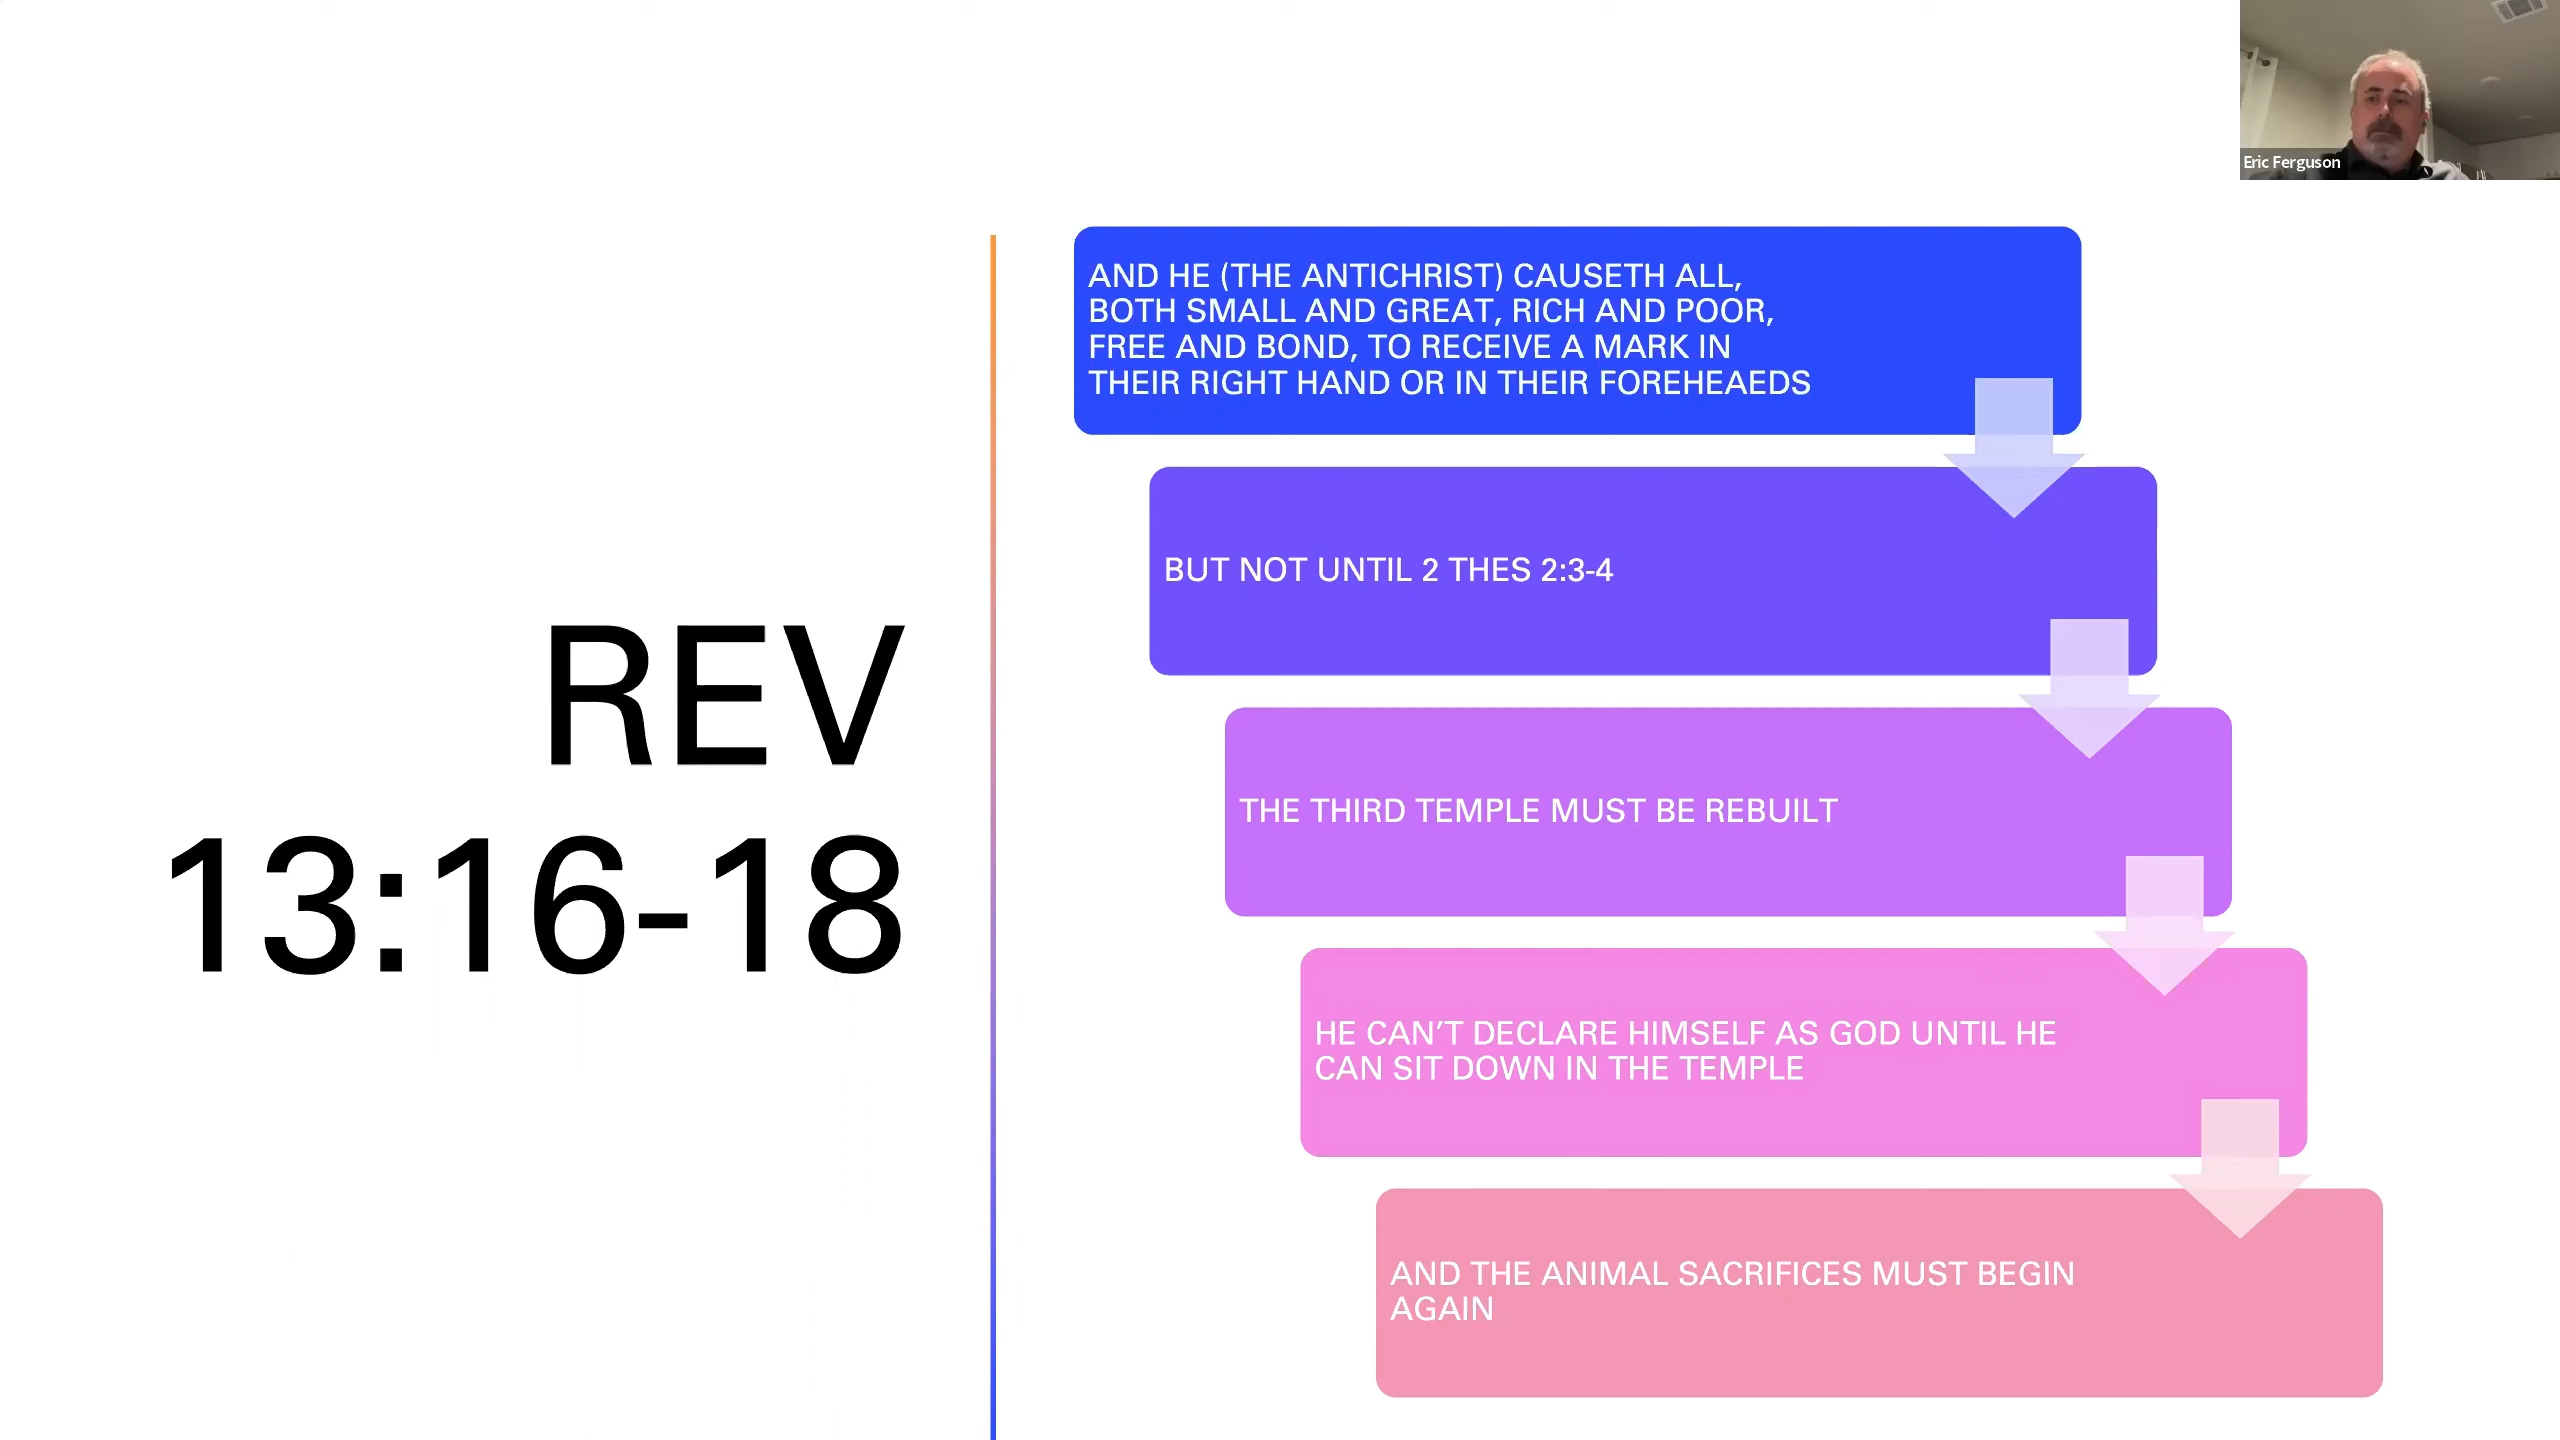 Eric Ferguson
REV
13:16-18
AND HE (THE ANTICHRIST) CAUSETH ALL,
BOTH SMALL AND GREAT, RICH AND POOR,
FREE AND BOND, TO RECEIVE A MARK IN
THEIR RIGHT HAND OR IN THEIR FOREHEAEDS
BUT NOT UNTIL 2 THES 2:3-4
THE THIRD TEMPLE MUST BE REBUILT
HE CAN’T DECLARE HIMSELF AS GOD UNTIL HE
CAN SIT DOWN IN THE TEMPLE
AND THE ANIMAL SACRIFICES MUST BEGIN
AGAIN